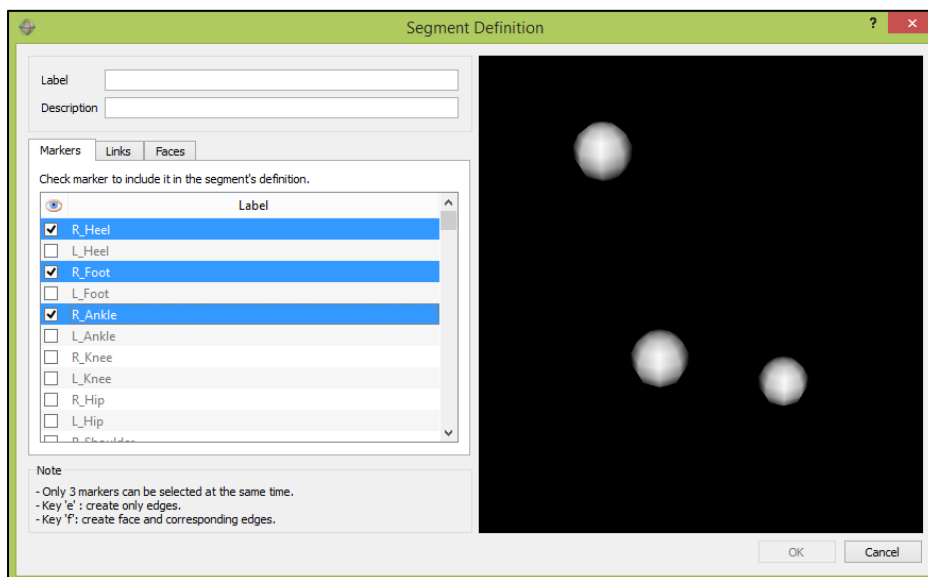 Segment Definition
?
Label
Description
Markers Links Faces
Check marker to include it in the segment's definition.
Label
R_Heel
L_Heel
R_Foot
L_Foot
R_Ankle
L_Ankle
R_Knee
L_Knee
R_Hip
L_Hip
R_Shoulder
Note
- Only 3 markers can be selected at the same time.
- Key 'e' : create only edges.
- Key 'f': create face and corresponding edges.
OK Cancel